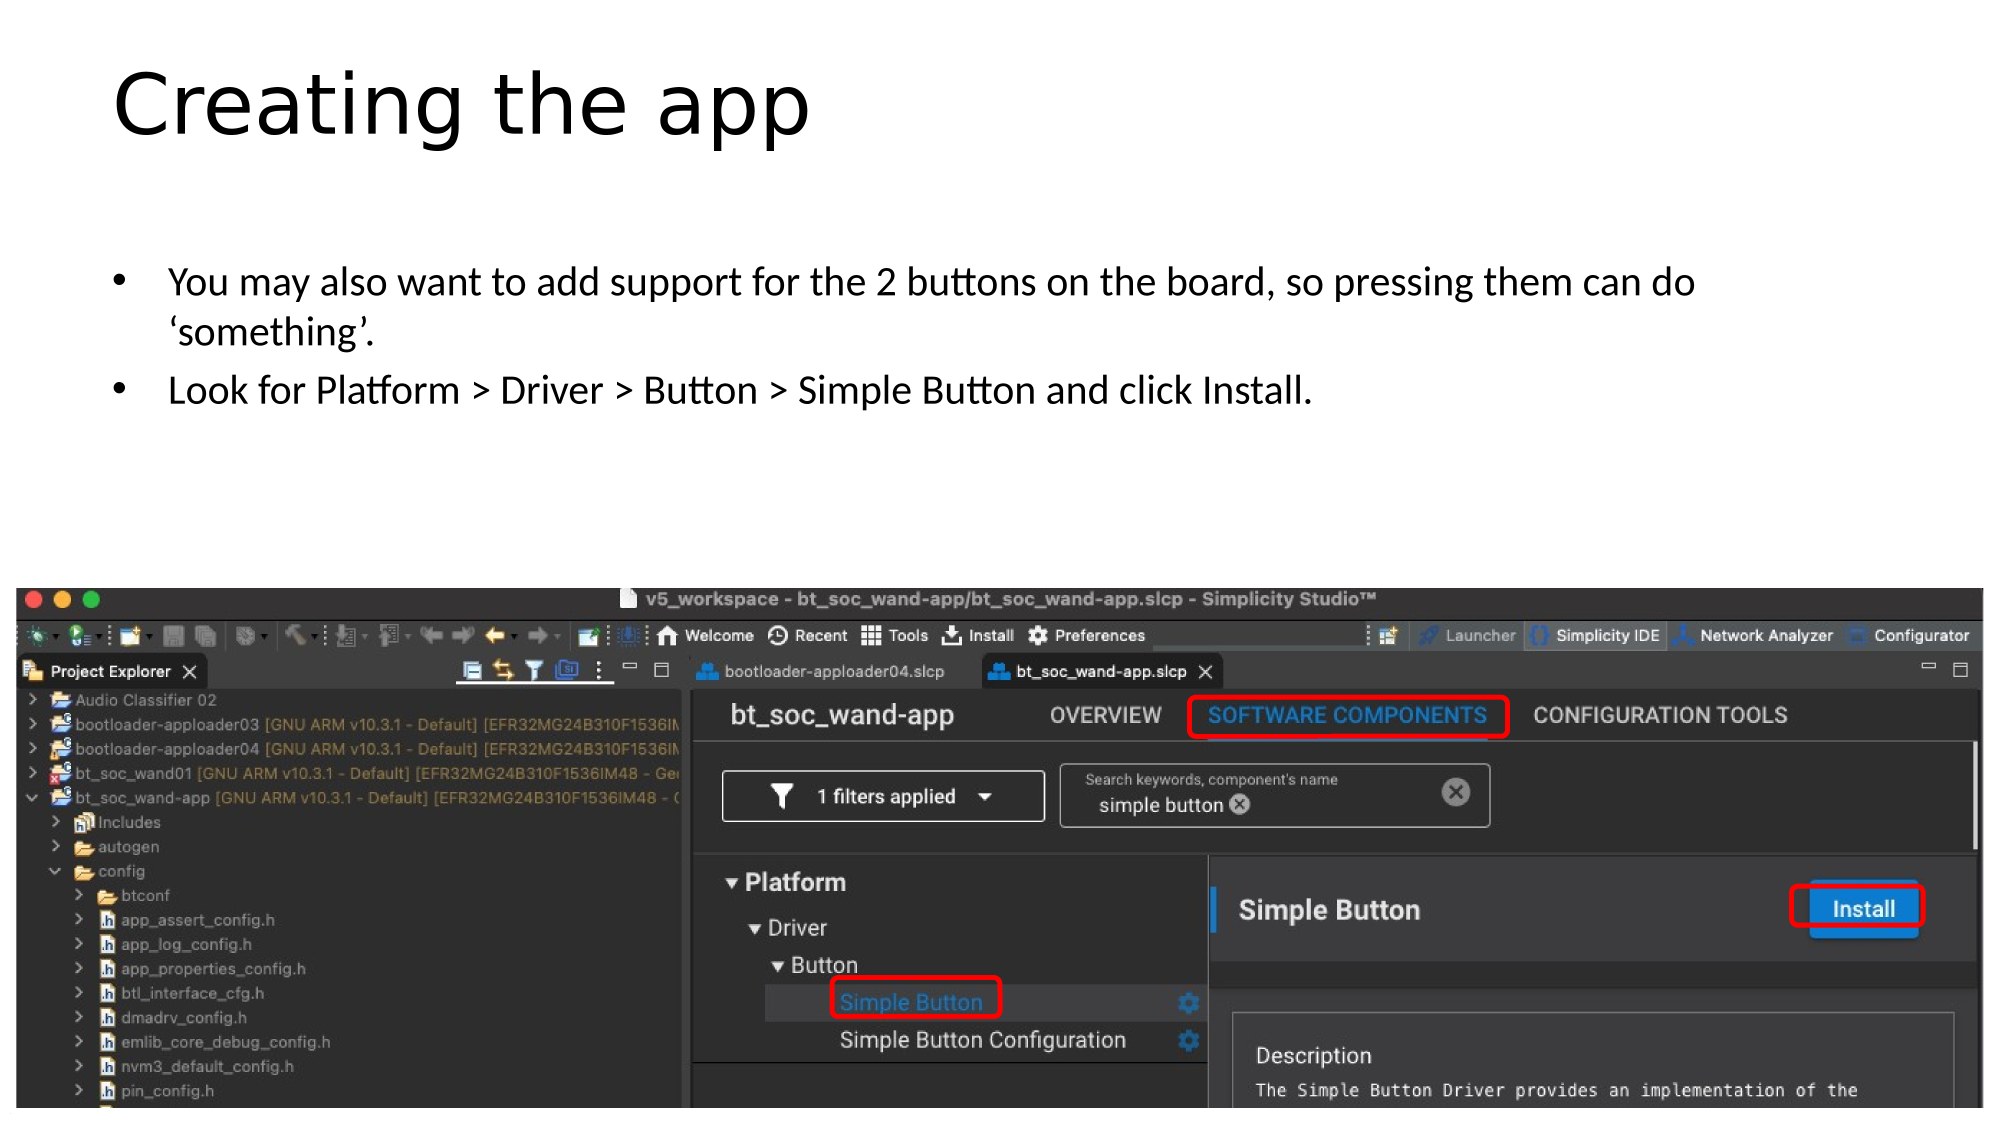 Creating the app
• You may also want to add support for the 2 buttons on the board, so pressing them can do
‘something’.
• Look for Platform > Driver > Button > Simple Button and click Install.
v5_workspace - bt_soc_wand-app/bt_soc_wand-app.slcp - Simplicity Studio™
Welcome Recent Tools Install Preferences Launcher Simplicity IDE Network Analyzer Configurator
Project Explorer
bootloader-apploader04.slcp bt_soc_wand-app.slcp
Audio Classifier 02
bootloader-apploader03 [GNU ARM v10.3.1 - Default] [EFR32MG24B310F1536IM
bootloader-apploader04 [GNU ARM v10.3.1 - Default] [EFR32MG24B310F1536IM
bt_soc_wand01 [GNU ARM v10.3.1 - Default] [EFR32MG24B310F1536IM48 - Ge
bt_soc_wand-app [GNU ARM v10.3.1 - Default] [EFR32MG24B310F1536IM48 -
Includes
autogen
config
btconf
app_assert_config.h
app_log_config.h
app_properties_config.h
btl_interface_cfg.h
dmadrv_config.h
emlib_core_debug_config.h
nvm3_default_config.h
pin_config.h
bt_soc_wand-app OVERVIEW SOFTWARE COMPONENTS CONFIGURATION TOOLS
1 filters applied
Search keywords, component's name
simple button
Platform
Driver
Button
Simple Button
Simple Button Configuration
Simple Button
Install
Description
The Simple Button Driver provides an implementation of the